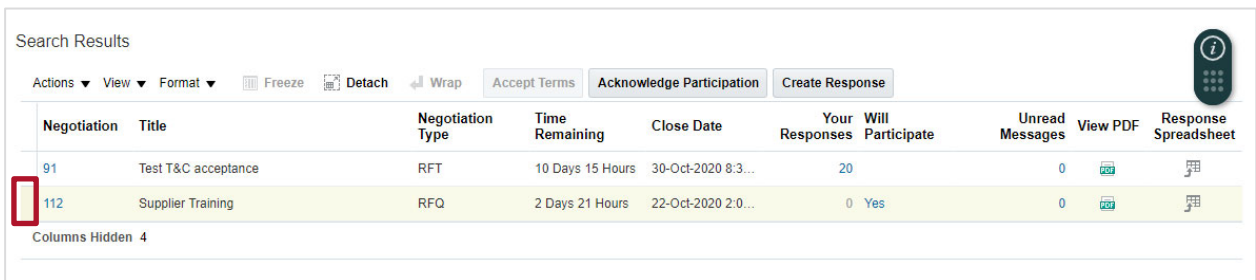 Search Results
Actions View Format Freeze Detach Wrap Accept Terms Acknowledge Participation Create Response
Negotiation Title Negotiation Type Time Remaining Close Date Your Responses Will Participate Unread Messages View PDF Response Spreadsheet
91 Test T&C acceptance RFT 10 Days 15 Hours 30-Oct-2020 8:3... 20 0 PDF
112 Supplier Training RFQ 2 Days 21 Hours 22-Oct-2020 2:0... 0 Yes 0 PDF
Columns Hidden 4